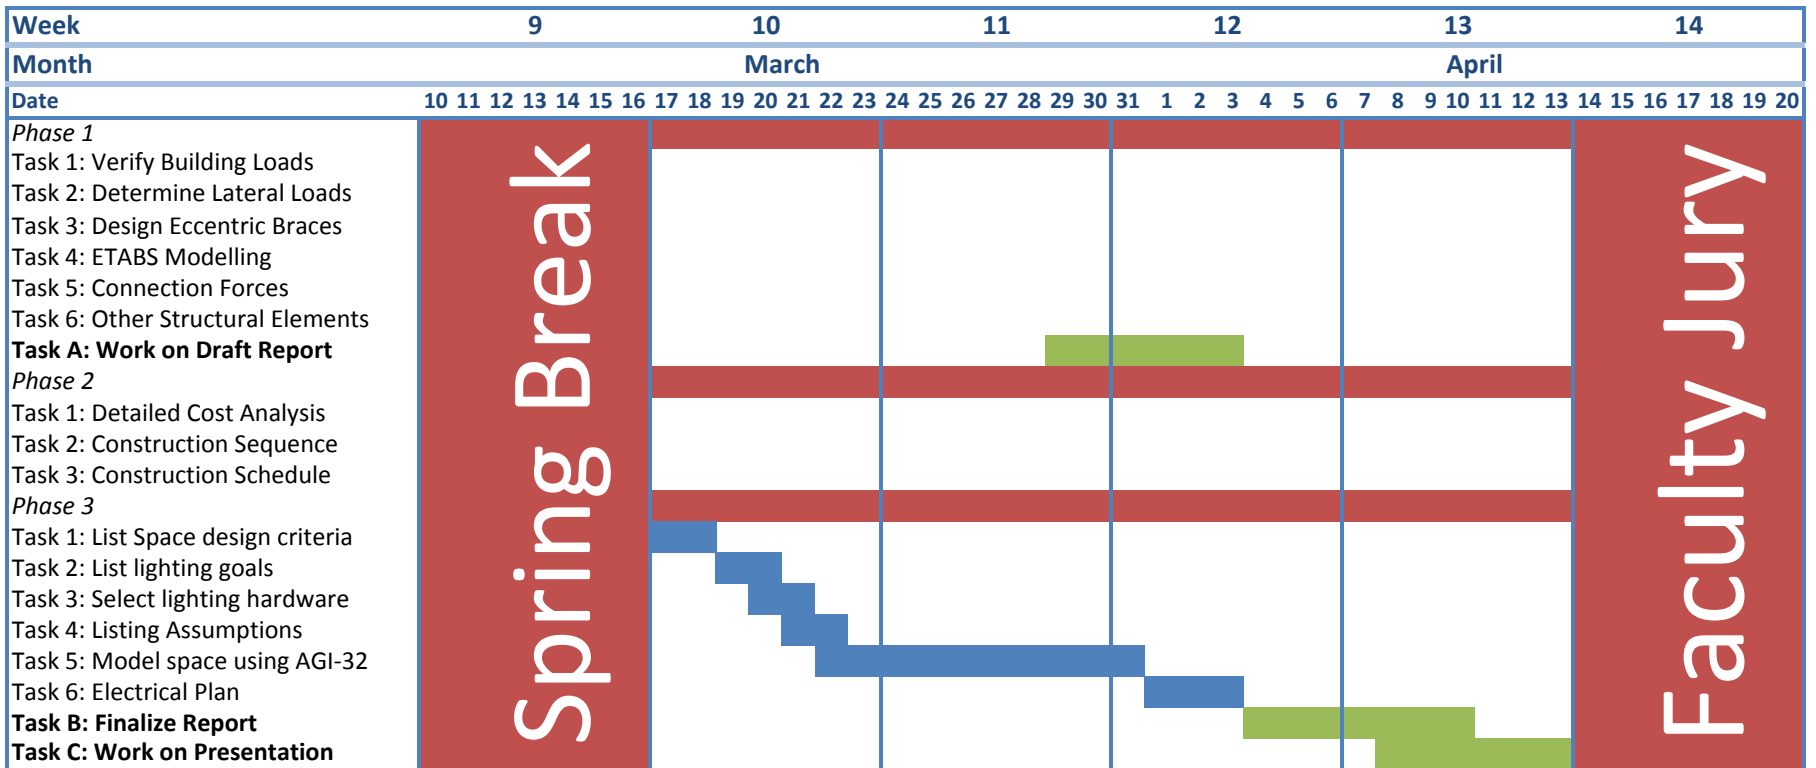 Week 9 10 11 12 13 14
Month March April
Date 10 11 12 13 14 15 16 17 18 19 20 21 22 23 24 25 26 27 28 29 30 31 1 2 3 4 5 6 7 8 9 10 11 12 13 14 15 16 17 18 19 20
Phase 1
Task 1: Verify Building Loads
Task 2: Determine Lateral Loads
Task 3: Design Eccentric Braces
Task 4: ETABS Modelling
Task 5: Connection Forces
Task 6: Other Structural Elements
Task A: Work on Draft Report
Phase 2
Task 1: Detailed Cost Analysis
Task 2: Construction Sequence
Task 3: Construction Schedule
Phase 3
Task 1: List Space design criteria
Task 2: List lighting goals
Task 3: Select lighting hardware
Task 4: Listing Assumptions
Task 5: Model space using AGI-32
Task 6: Electrical Plan
Task B: Finalize Report
Task C: Work on Presentation
Spring Break
Faculty Jury